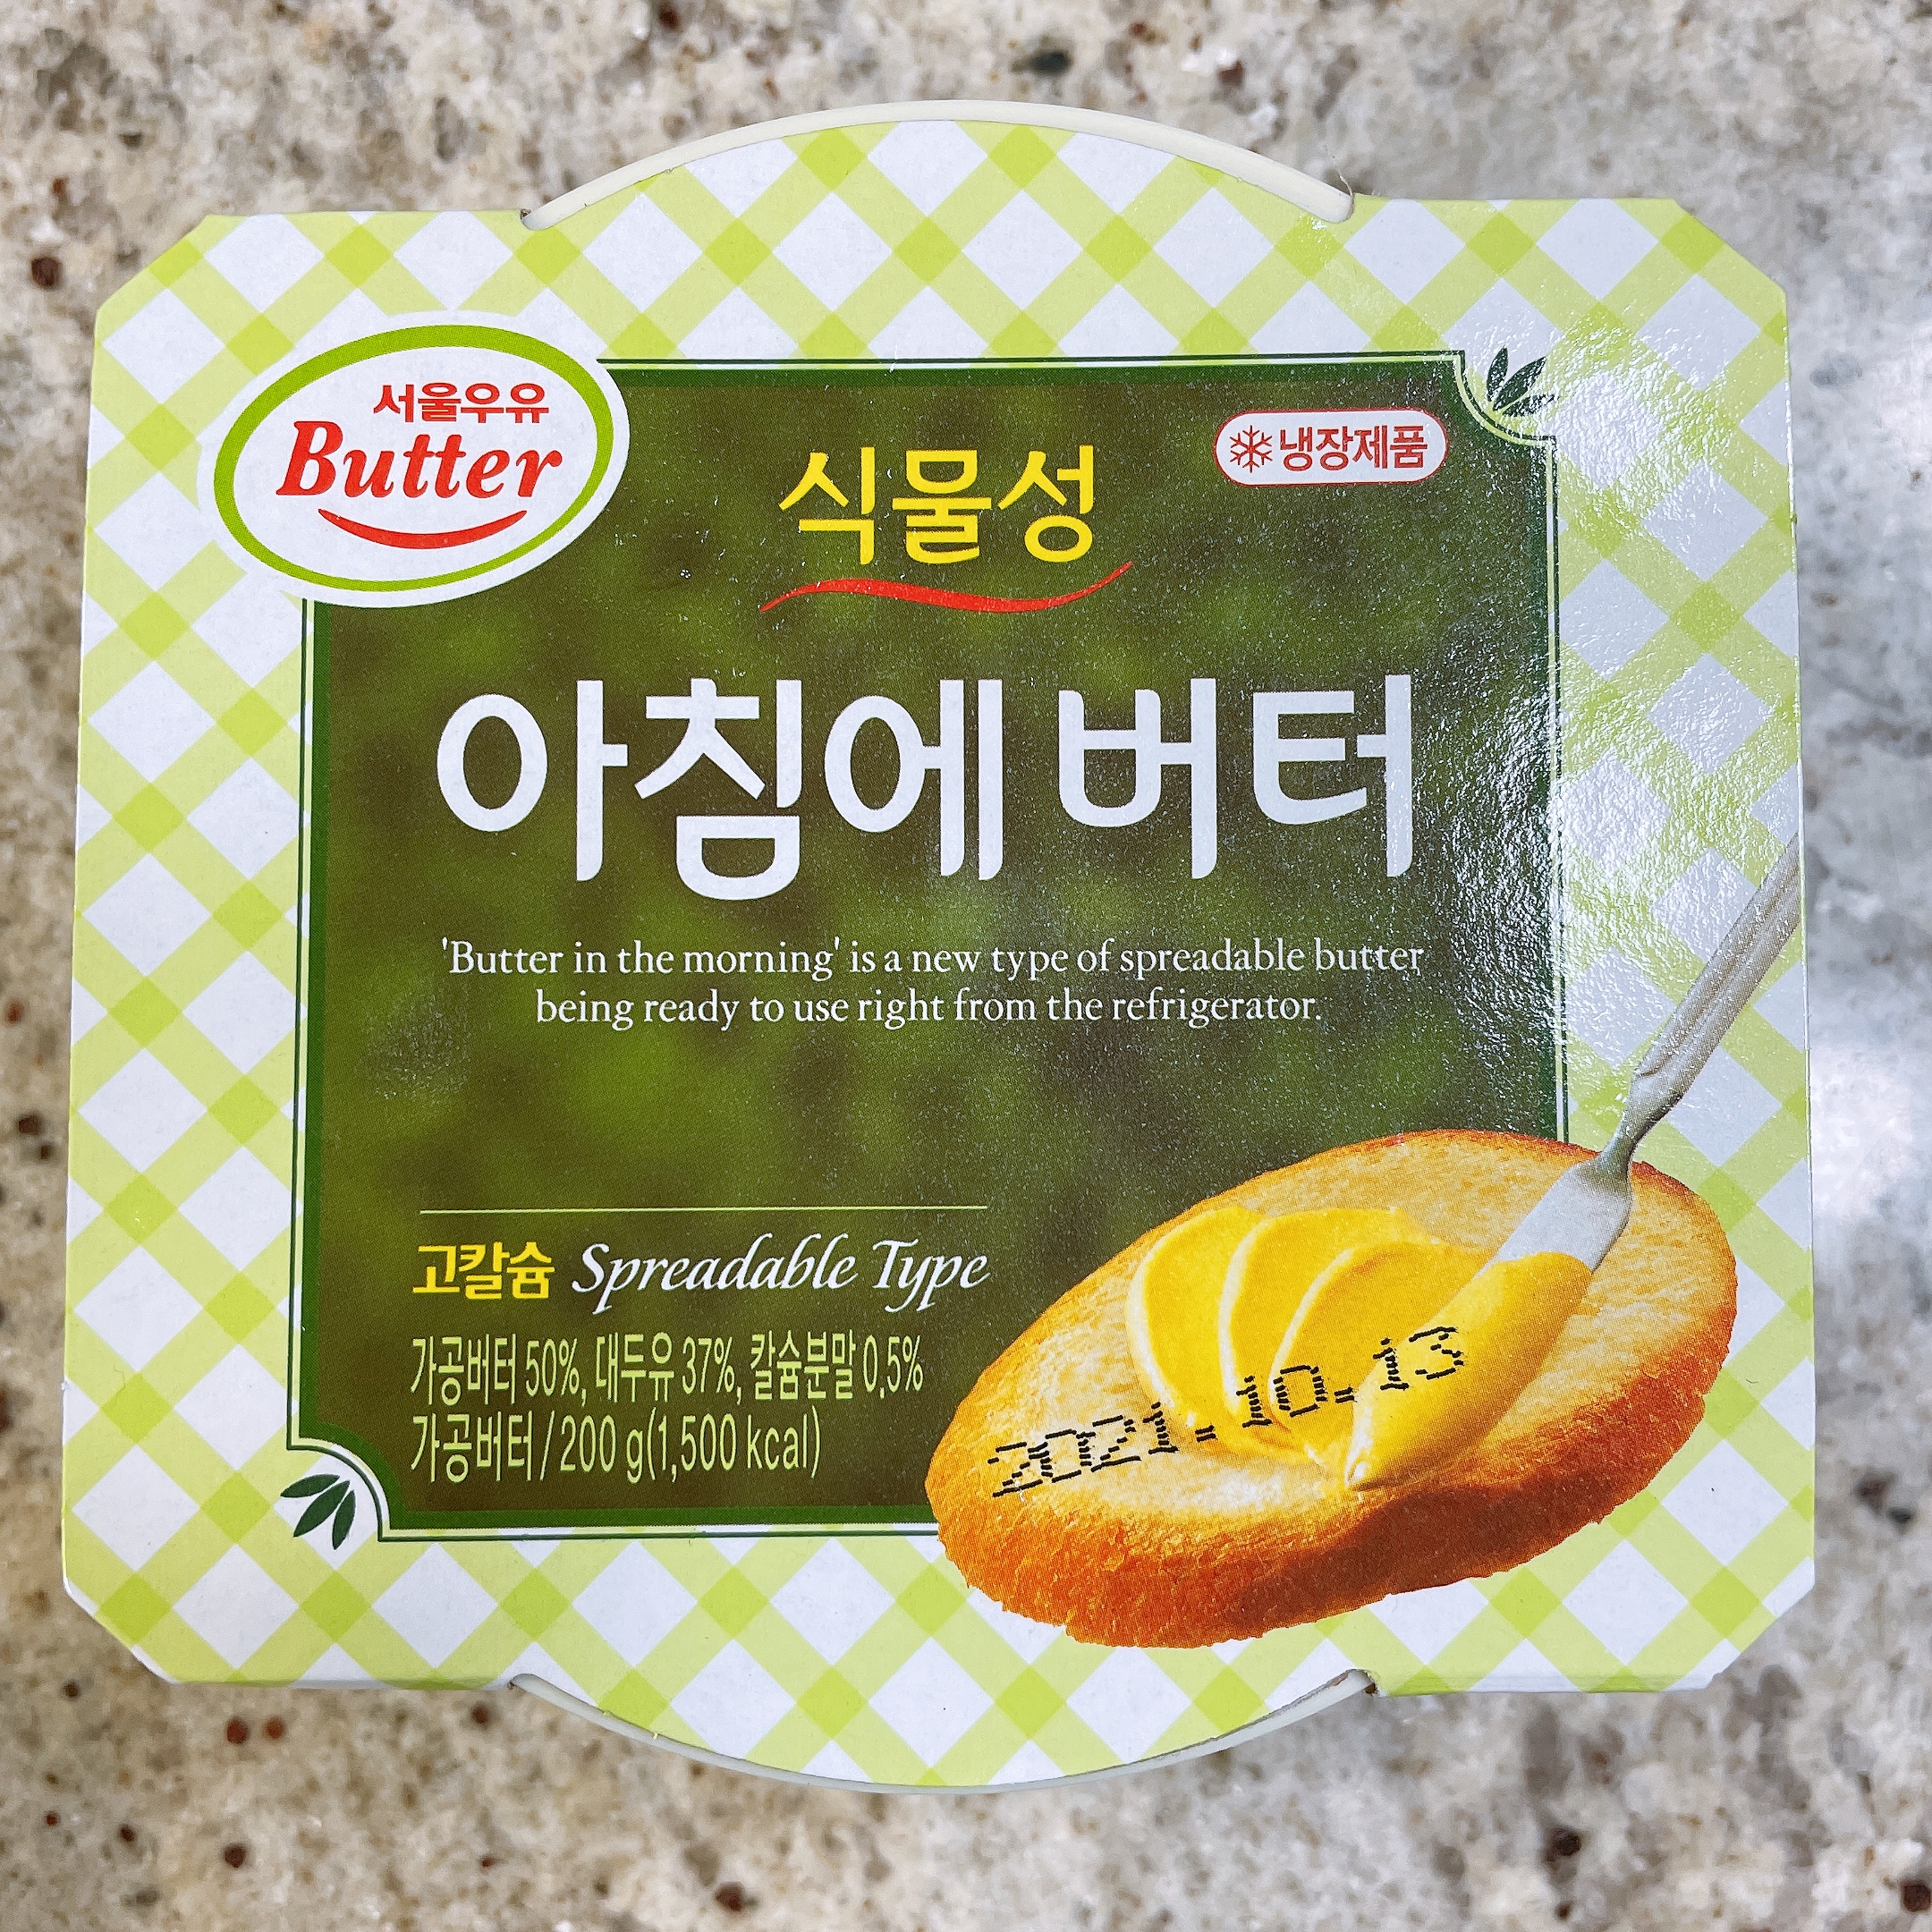 서울우유
Butter
냉장제품
식물성
아침에 버터
'Butter in the morning' is a new type of spreadable butter
being ready to use right from the refrigerator.
고칼슘 Spreadable Type
가공버터 50%, 대두유 37%, 칼슘분말 0.5%
가공버터 / 200 g(1,500 kcal)
2021. 10. 13